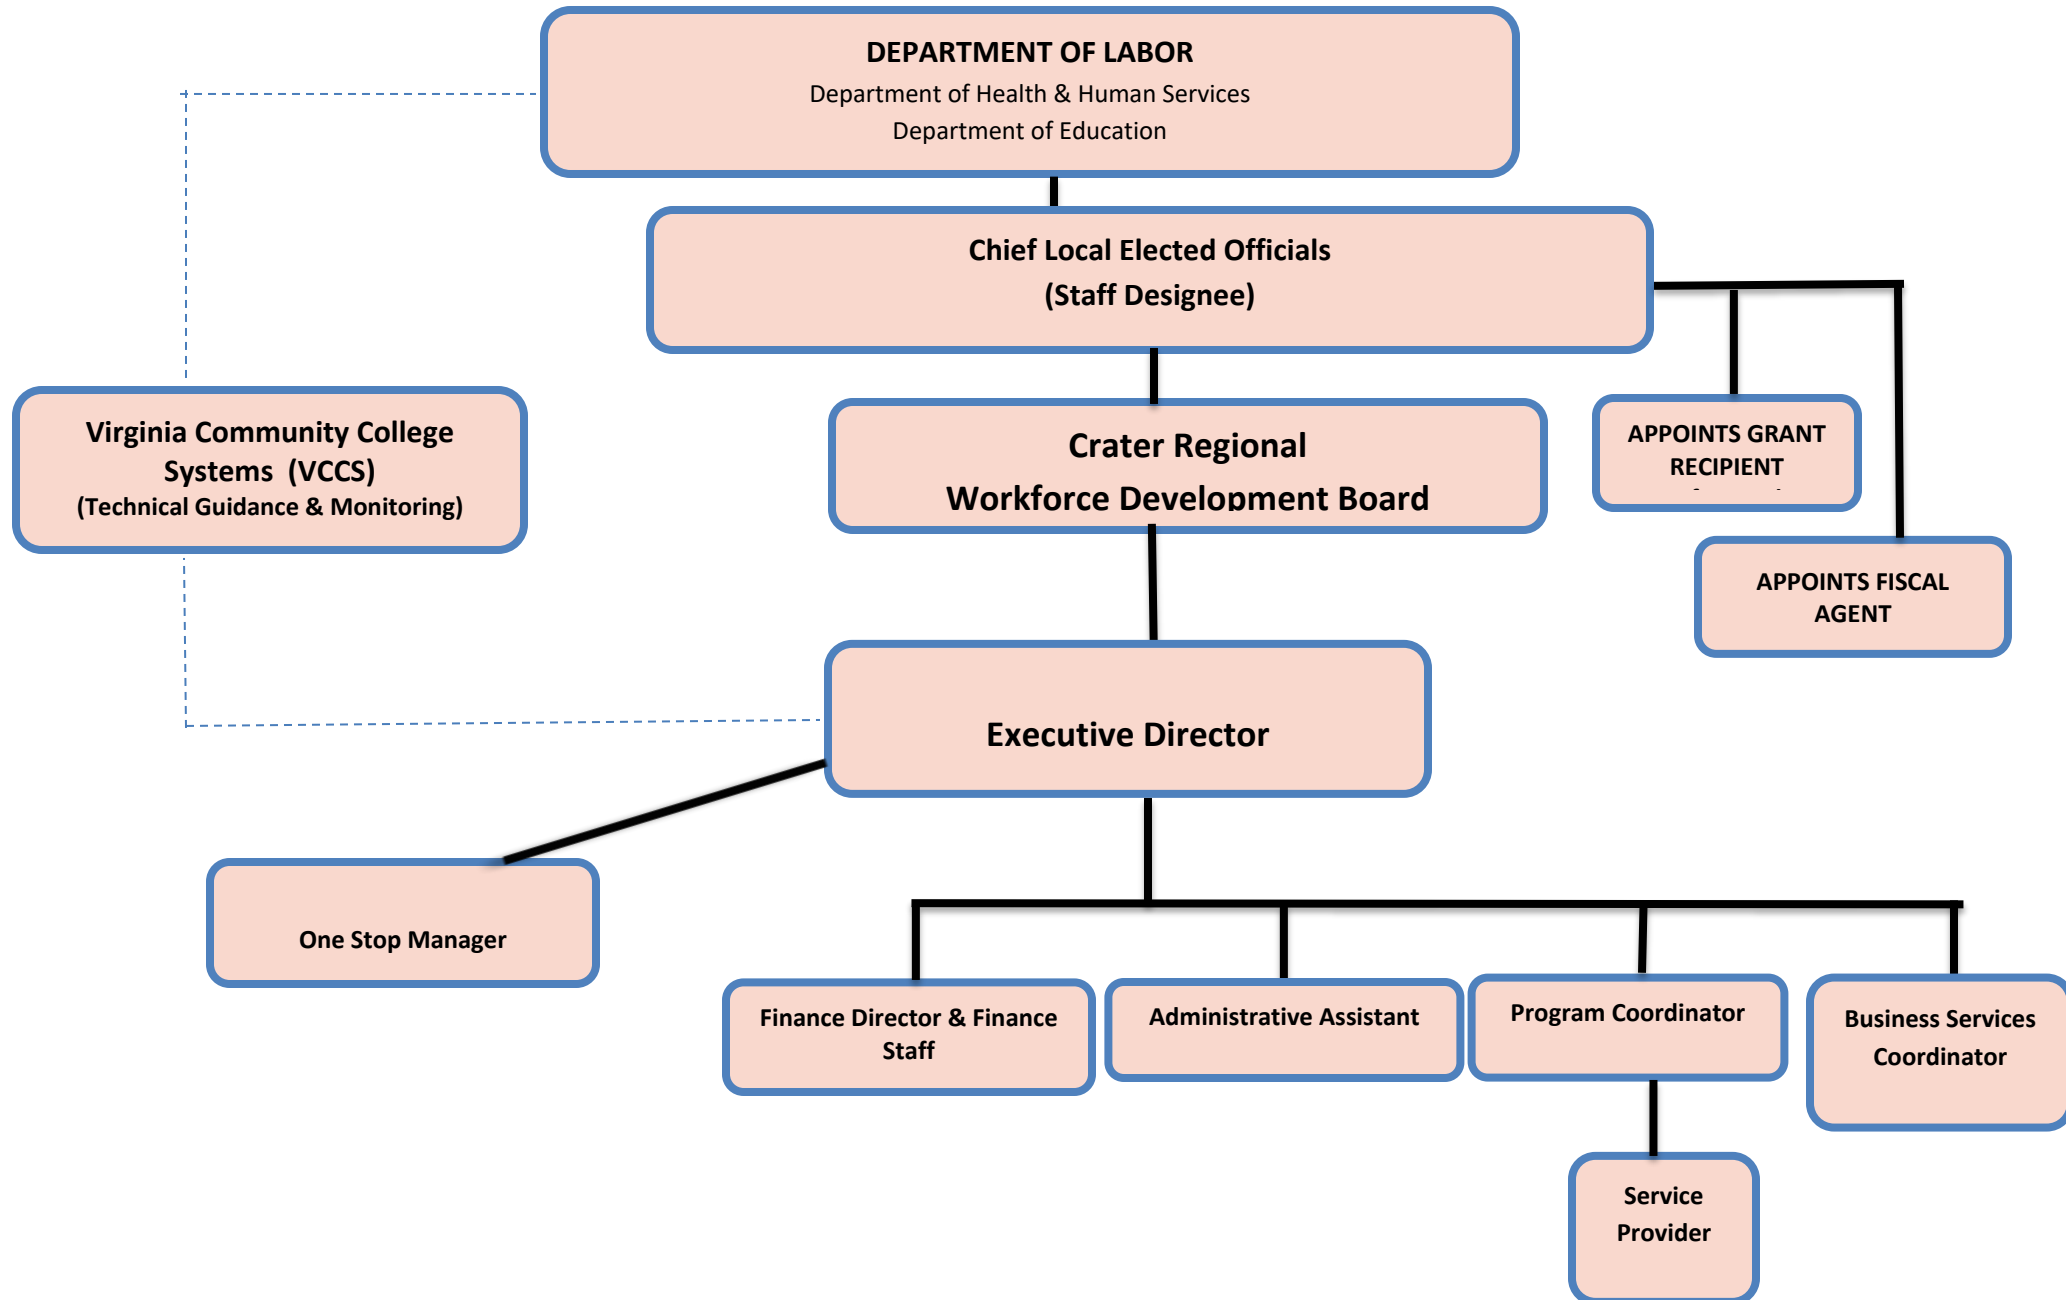 DEPARTMENT OF LABOR
Department of Health & Human Services
Department of Education
Chief Local Elected Officials
(Staff Designee)
Virginia Community College
Systems (VCCS)
(Technical Guidance & Monitoring)
Crater Regional
Workforce Development Board
APPOINTS GRANT
RECIPIENT
APPOINTS FISCAL
AGENT
Executive Director
One Stop Manager
Finance Director & Finance
Staff
Administrative Assistant
Program Coordinator
Business Services
Coordinator
Service
Provider